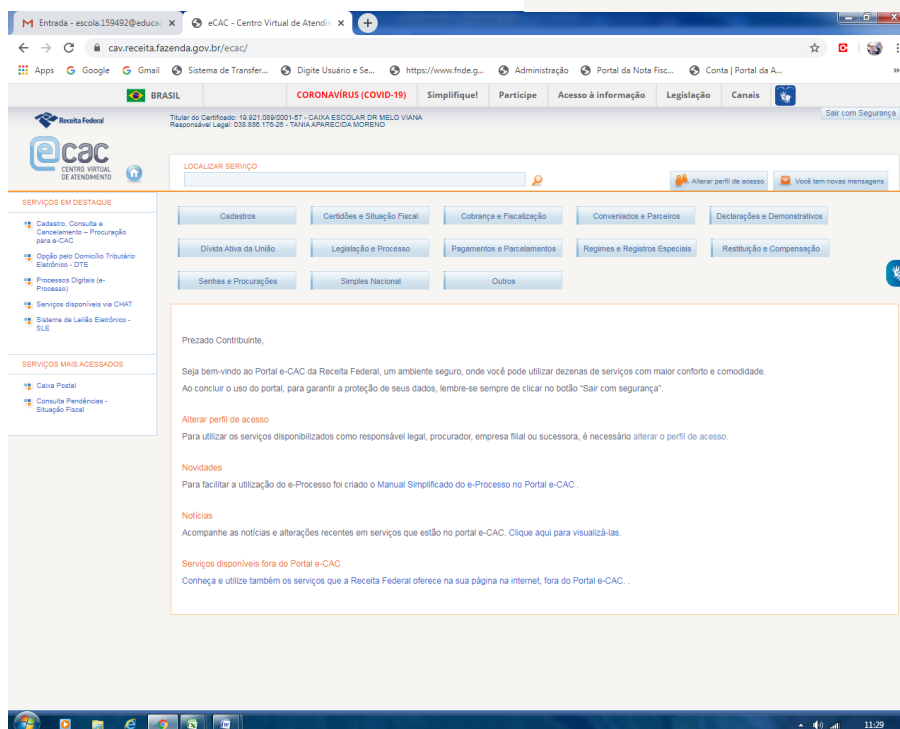 Entrada - escola.159492@educac
eCAC - Centro Virtual de Atendim
cav.receita.fazenda.gov.br/ecac/
Apps Google Gmail Sistema de Transfer... Digite Usuário e Se... https://www.fnde.g... Administração Portal da Nota Fisc... Conta | Portal da A... »
BRASIL CORONAVÍRUS (COVID-19) Simplifique! Participe Acesso à informação Legislação Canais
Receita Federal
Titular do Certificado: 19.921.099/0001-57 - CAIXA ESCOLAR DR MELO VIANA
Responsável Legal: 038.886.176-26 - TANIA APARECIDA MORENO
Sair com Segurança
ecac
CENTRO VIRTUAL
DE ATENDIMENTO
LOCALIZAR SERVIÇO
Alterar perfil de acesso
Você tem novas mensagens
SERVIÇOS EM DESTAQUE
Cadastro, Consulta e
Cancelamento – Procuração
para e-CAC
Opção pelo Domicílio Tributário
Eletrônico - DTE
Processos Digitais (e-
Processo)
Serviços disponíveis via CHAT
Sistema de Leilão Eletrônico -
SLE
SERVIÇOS MAIS ACESSADOS
Caixa Postal
Consulta Pendências -
Situação Fiscal
Cadastros Certidões e Situação Fiscal Cobrança e Fiscalização Conveniados e Parceiros Declarações e Demonstrativos
Dívida Ativa da União Legislação e Processo Pagamentos e Parcelamentos Regimes e Registros Especiais Restituição e Compensação
Senhas e Procurações Simples Nacional Outros
Prezado Contribuinte,
Seja bem-vindo ao Portal e-CAC da Receita Federal, um ambiente seguro, onde você pode utilizar dezenas de serviços com maior conforto e comodidade.
Ao concluir o uso do portal, para garantir a proteção de seus dados, lembre-se sempre de clicar no botão “Sair com segurança”.
Alterar perfil de acesso
Para utilizar os serviços disponibilizados como responsável legal, procurador, empresa filial ou sucessora, é necessário alterar o perfil de acesso.
Novidades
Para facilitar a utilização do e-Processo foi criado o Manual Simplificado do e-Processo no Portal e-CAC .
Notícias
Acompanhe as notícias e alterações recentes em serviços que estão no portal e-CAC. Clique aqui para visualizá-las.
Serviços disponíveis fora do Portal e-CAC
Conheça e utilize também os serviços que a Receita Federal oferece na sua página na internet, fora do Portal e-CAC. .
11:29